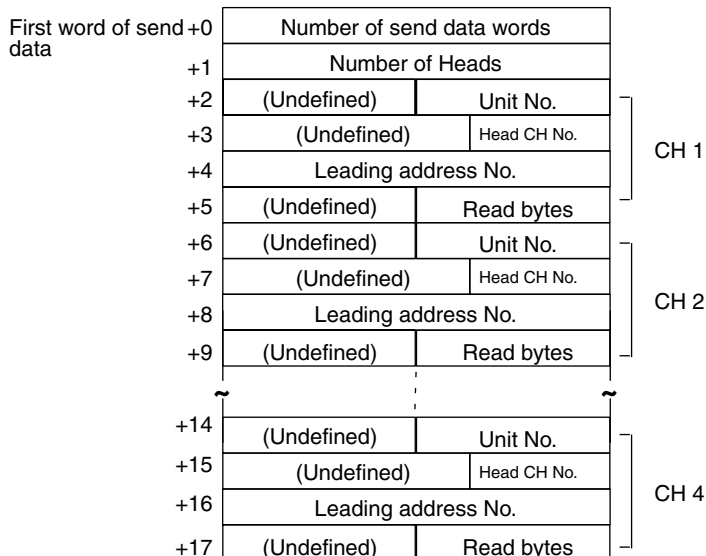 First word of send data
+0 Number of send data words
+1 Number of Heads
+2 (Undefined) Unit No.
+3 (Undefined) Head CH No.
CH 1
+4 Leading address No.
+5 (Undefined) Read bytes
+6 (Undefined) Unit No.
+7 (Undefined) Head CH No.
CH 2
+8 Leading address No.
+9 (Undefined) Read bytes
~ ~
+14 (Undefined) Unit No.
+15 (Undefined) Head CH No.
CH 4
+16 Leading address No.
+17 (Undefined) Read bytes